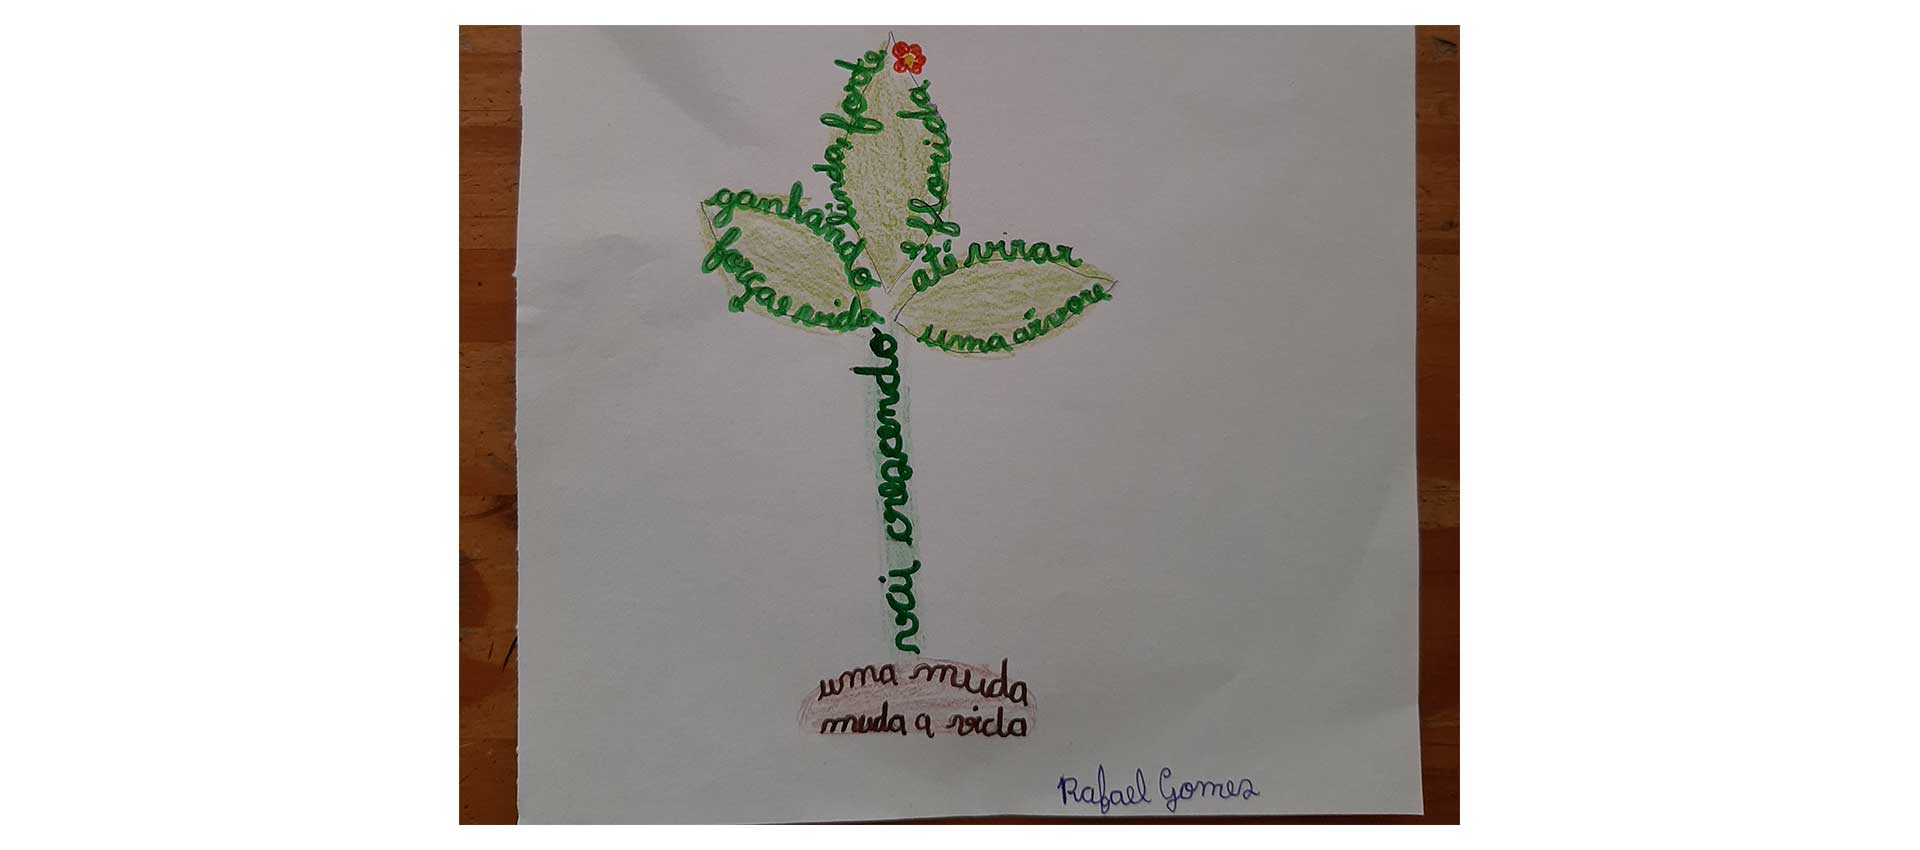 uma muda
muda a vida
vai crescendo
ganhando
força e vida
até virar
uma árvore
linda, forte
e florida
Rafael Gomes